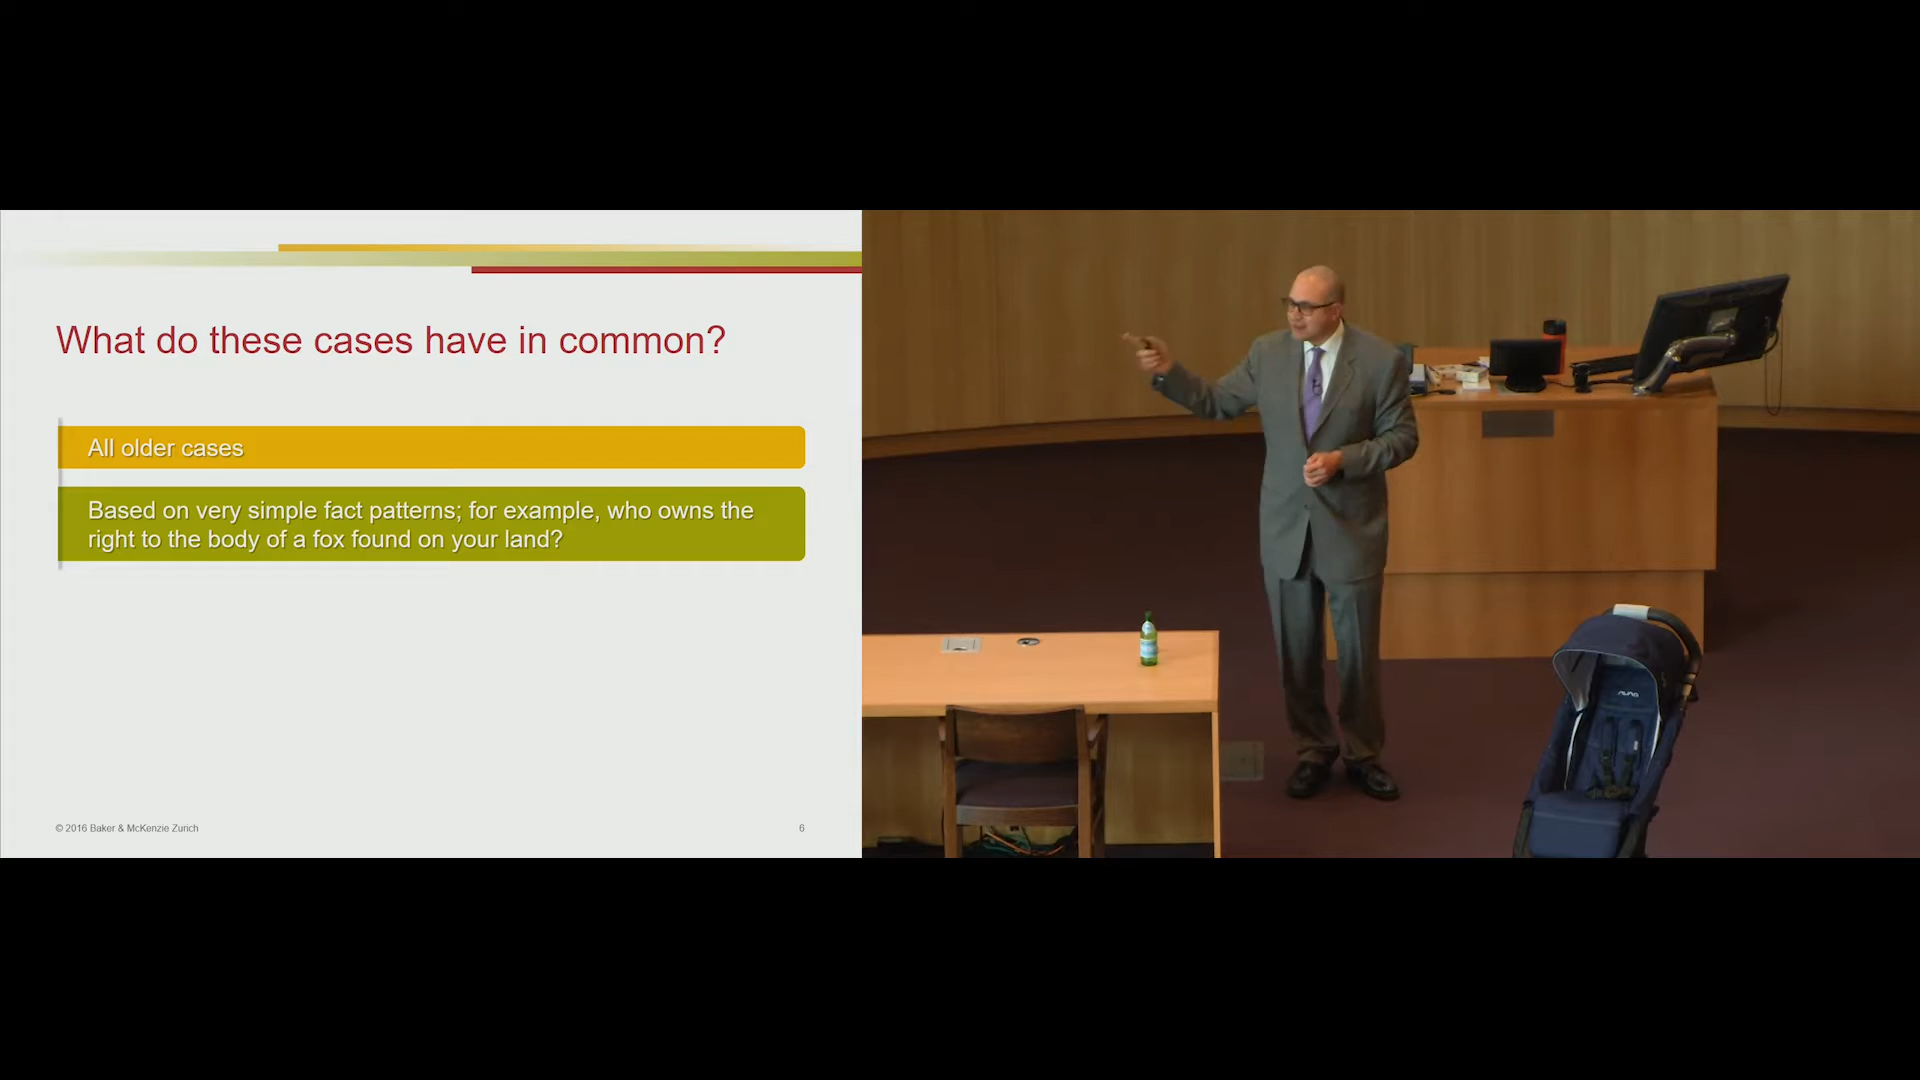 What do these cases have in common?
All older cases
Based on very simple fact patterns; for example, who owns the
right to the body of a fox found on your land?
© 2016 Baker & McKenzie Zurich
6
nuna